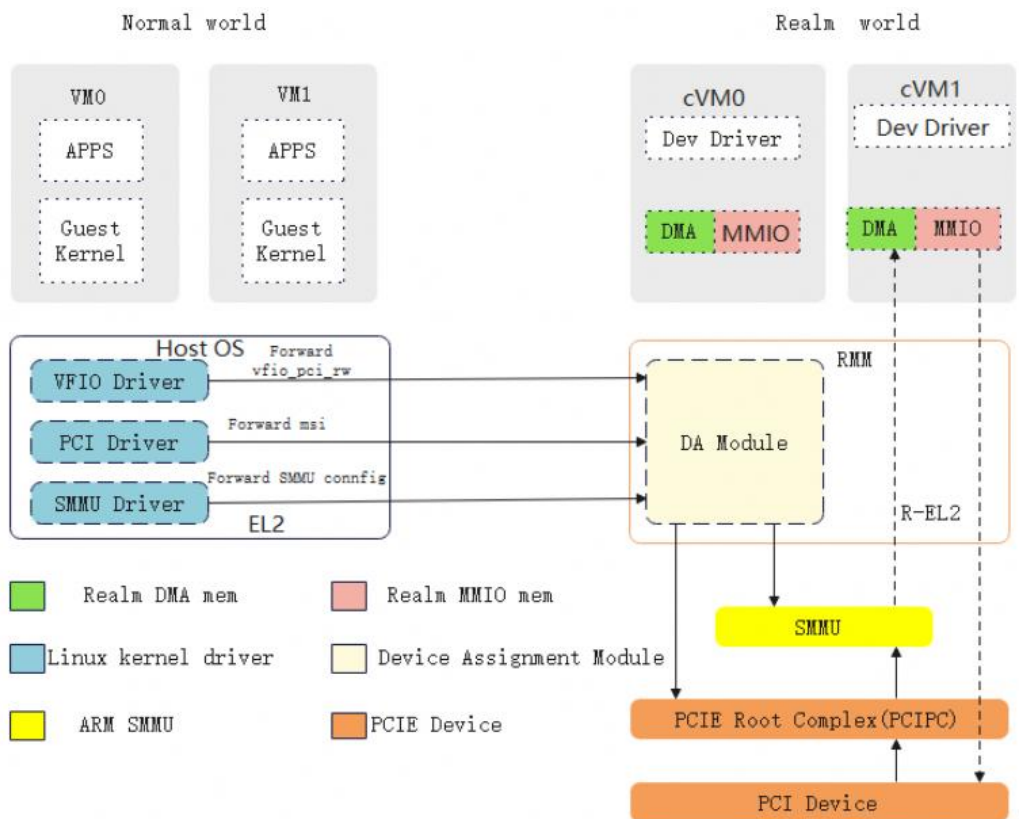 Normal world
Realm world
VM0
APPS
Guest
Kernel
VM1
APPS
Guest
Kernel
cVM0
Dev Driver
DMA
MMIO
cVM1
Dev Driver
DMA
MMIO
Host OS
VFIO Driver
PCI Driver
SMMU Driver
EL2
Forward
vfio_pci_rw
Forward msi
Forward SMMU connfig
RMM
DA Module
R-EL2
Realm DMA mem
Realm MMIO mem
Linux kernel driver
Device Assignment Module
ARM SMMU
PCIE Device
SMMU
PCIE Root Complex(PCIPC)
PCI Device